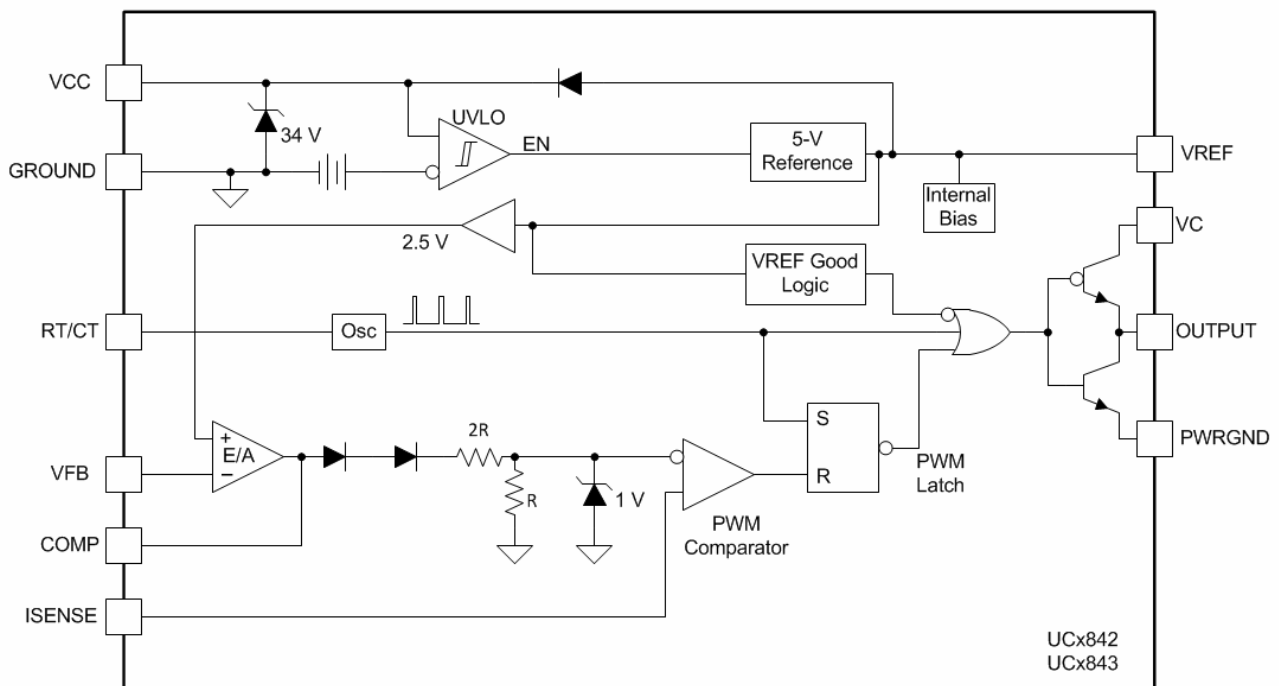 VCC
34 V
UVLO
EN
5-V
Reference
GROUND
VREF
Internal
Bias
2.5 V
VC
VREF Good
Logic
RT/CT
Osc
OUTPUT
S
R
PWM
Latch
+
E/A
−
2R
R
1 V
PWM
Comparator
VFB
COMP
ISENSE
PWRGND
UCx842
UCx843